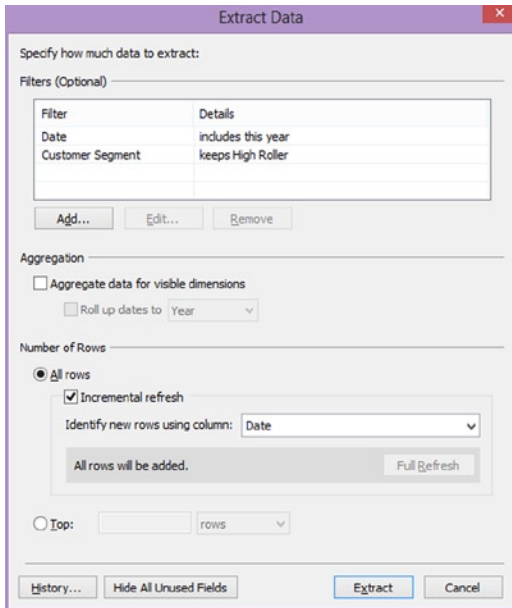 Extract Data
Specify how much data to extract:
Filters (Optional)
Filter Details
Date includes this year
Customer Segment keeps High Roller
Add... Edit... Remove
Aggregation
Aggregate data for visible dimensions
Roll up dates to Year
Number of Rows
All rows
Incremental refresh
Identify new rows using column: Date
All rows will be added. Full Refresh
Top: rows
History... Hide All Unused Fields Extract Cancel